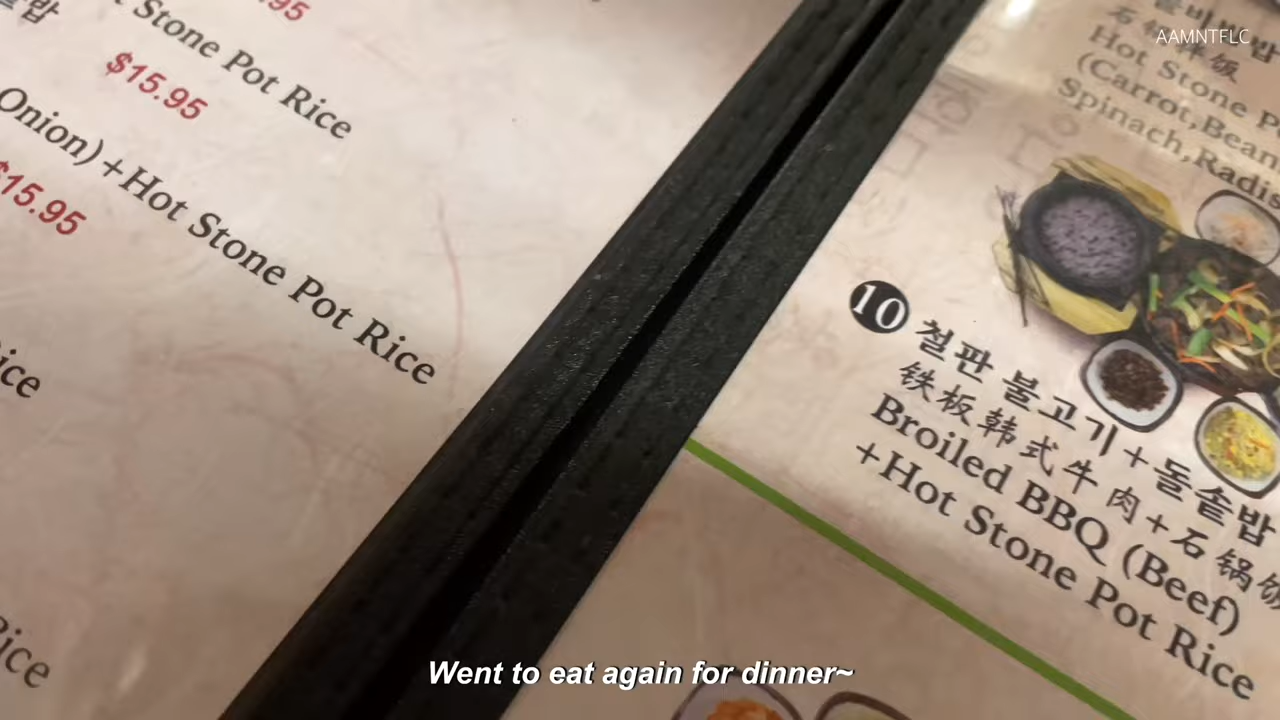 AAMNTFLC
Stone Pot Rice
$15.95
Onion)+Hot Stone Pot Rice
$15.95
Rice
Hot Stone
(Carrot,Bean
Spinach,Radis
10
철판 불고기+돌솥밥
铁板韩式牛肉+石锅饭
Broiled BBQ (Beef)
+Hot Stone Pot Rice
Went to eat again for dinner~